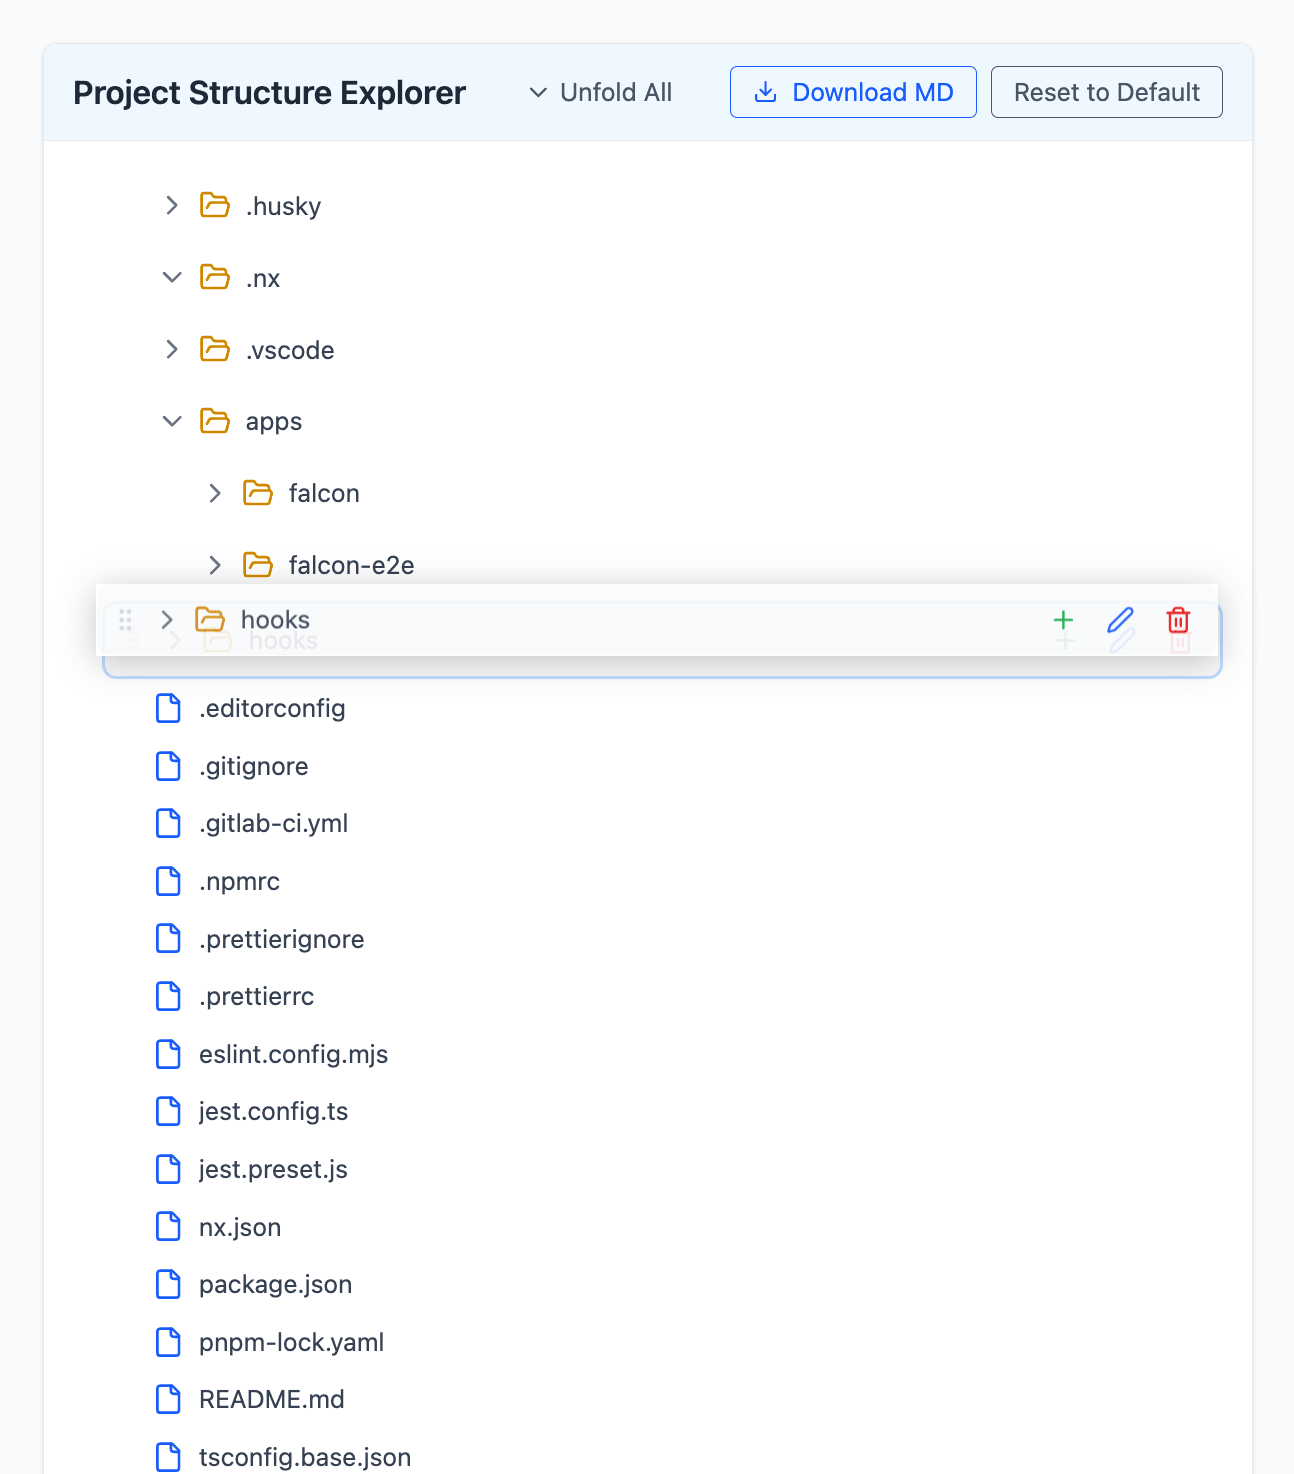 Project Structure Explorer
Unfold All
Download MD
Reset to Default
.husky
.nx
.vscode
apps
falcon
falcon-e2e
hooks
hooks
.editorconfig
.gitignore
.gitlab-ci.yml
.npmrc
.prettierignore
.prettierrc
eslint.config.mjs
jest.config.ts
jest.preset.js
nx.json
package.json
pnpm-lock.yaml
README.md
tsconfig.base.json